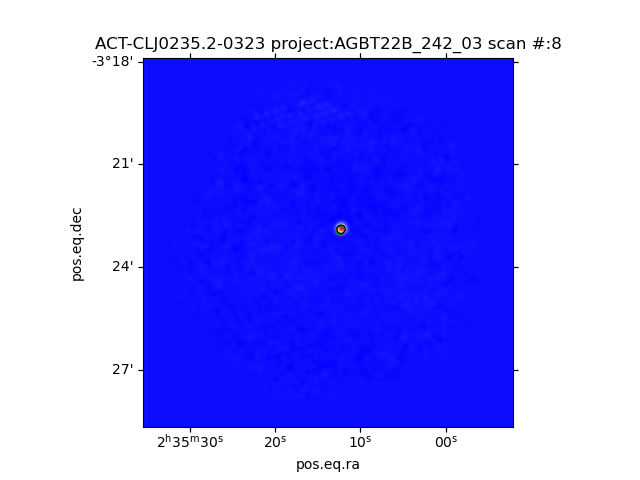 ACT-CLJ0235.2-0323 project:AGBT22B_242_03 scan #:8
-3°18'
21'
24'
27'
pos.eq.dec
2ʰ35ᵐ30ˢ 20ˢ 10ˢ 00ˢ
pos.eq.ra